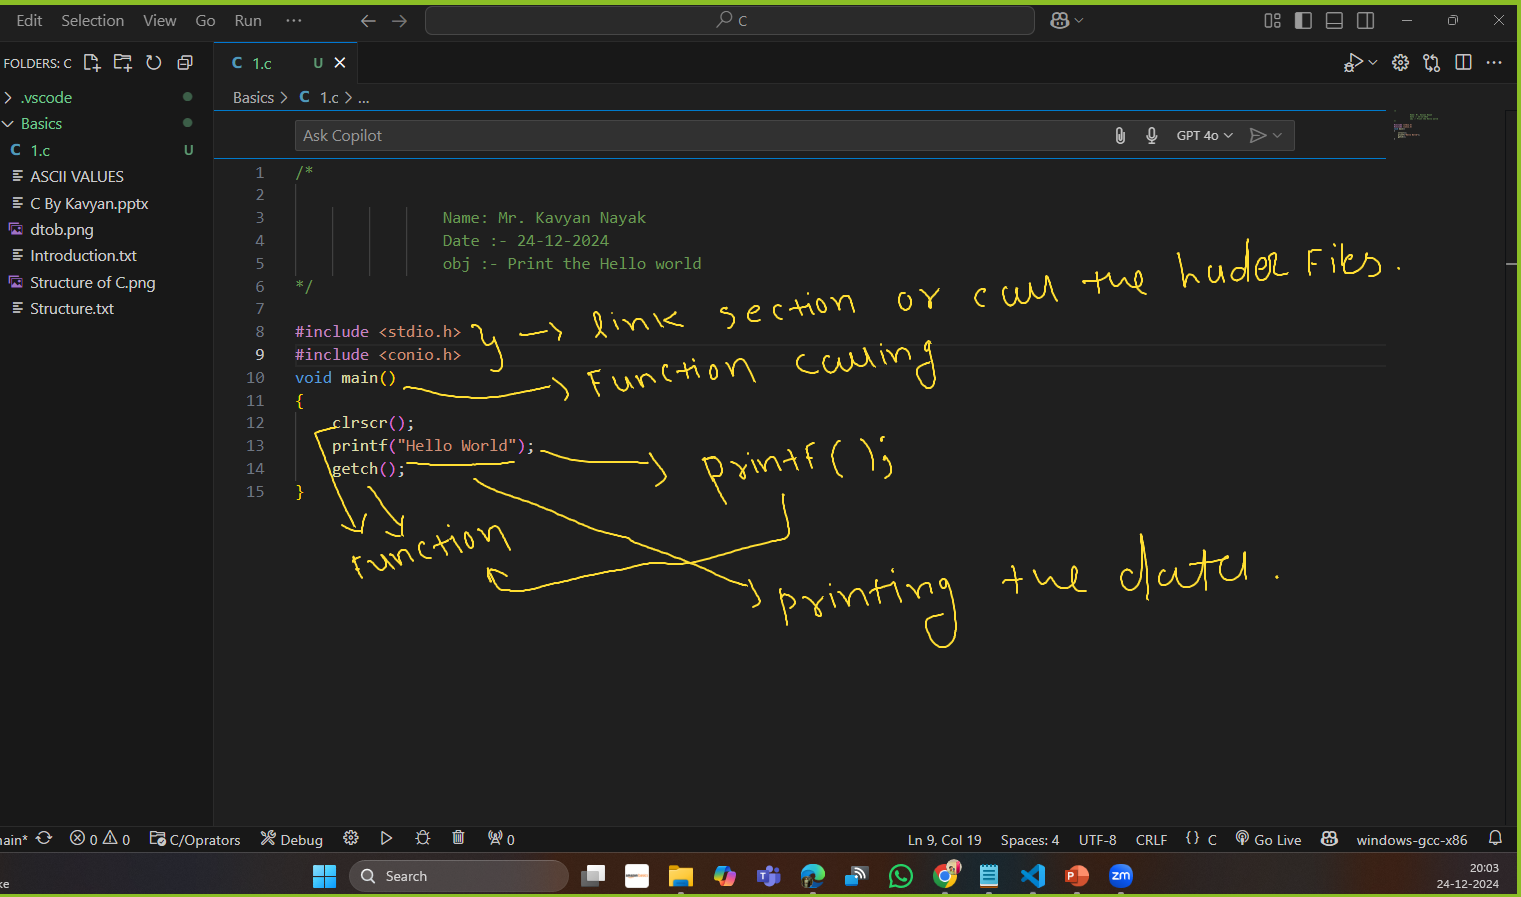 Edit Selection View Go Run ... C
FOLDERS: C
.vscode
Basics
C 1.c U
ASCII VALUES
C By Kavyan.pptx
dtob.png
Introduction.txt
Structure of C.png
Structure.txt
C 1.c U
Basics > C 1.c > ...
Ask Copilot GPT 4o
1 /*
2
3 Name: Mr. Kavyan Nayak
4 Date :- 24-12-2024
5 obj :- Print the Hello world
6 */
7
8 #include <stdio.h>
9 #include <conio.h>
10 void main()
11 {
12 clrscr();
13 printf("Hello World");
14 getch();
15 }
link section or call the hader Files.
Function calling
printf();
Function
printing the data.
ain* 0 0 C/Oprators Debug 0 Ln 9, Col 19 Spaces: 4 UTF-8 CRLF {} C Go Live windows-gcc-x86
ke
Search
zm
20:03
24-12-2024